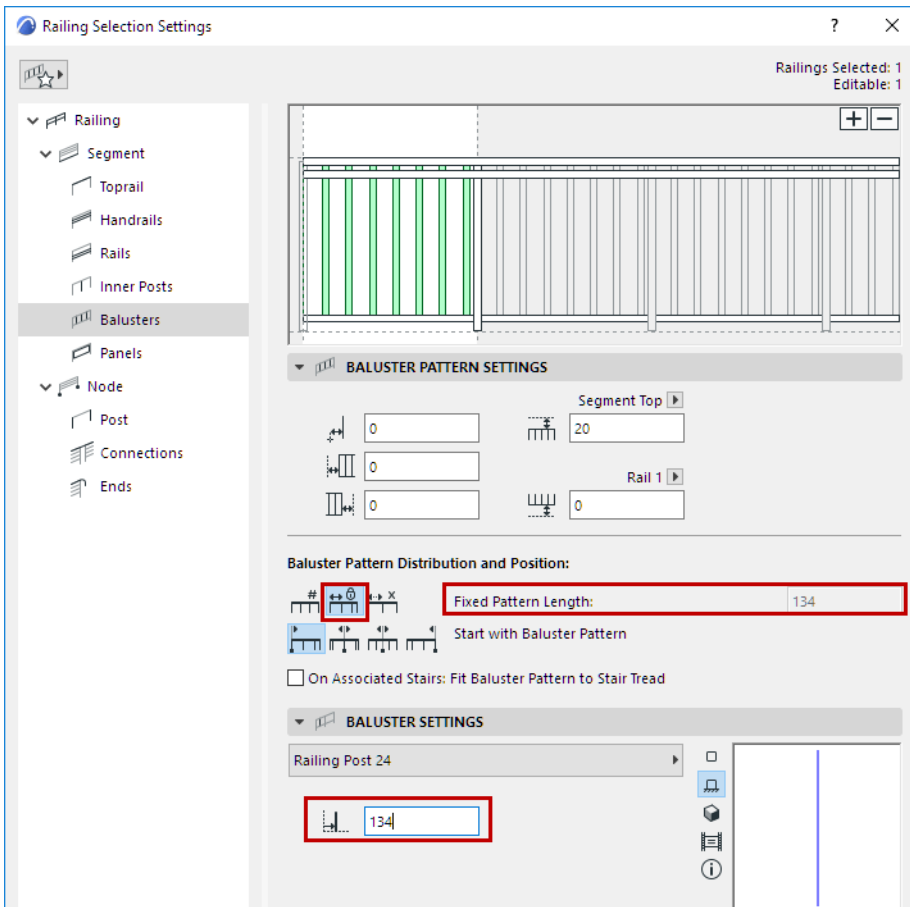 Railing Selection Settings
?
Railings Selected: 1
Editable: 1
Railing
Segment
Toprail
Handrails
Rails
Inner Posts
Balusters
Panels
Node
Post
Connections
Ends
BALUSTER PATTERN SETTINGS
Segment Top
0
20
0
Rail 1
0
0
Baluster Pattern Distribution and Position:
#
x
Fixed Pattern Length:
134
Start with Baluster Pattern
On Associated Stairs: Fit Baluster Pattern to Stair Tread
BALUSTER SETTINGS
Railing Post 24
134